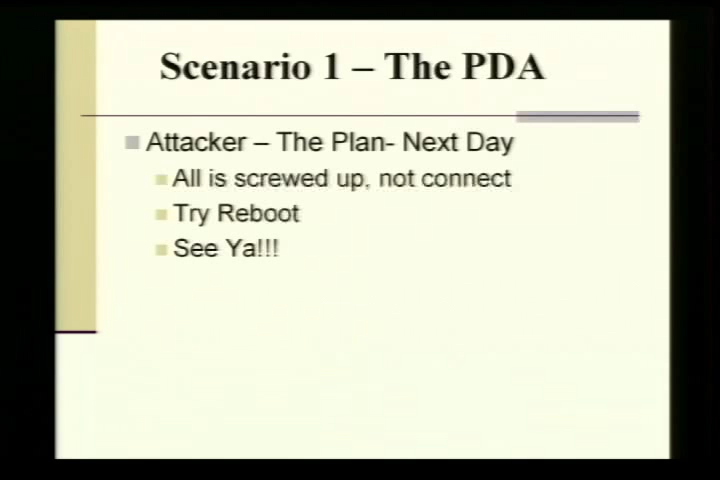 Scenario 1 – The PDA
Attacker – The Plan- Next Day
All is screwed up, not connect
Try Reboot
See Ya!!!